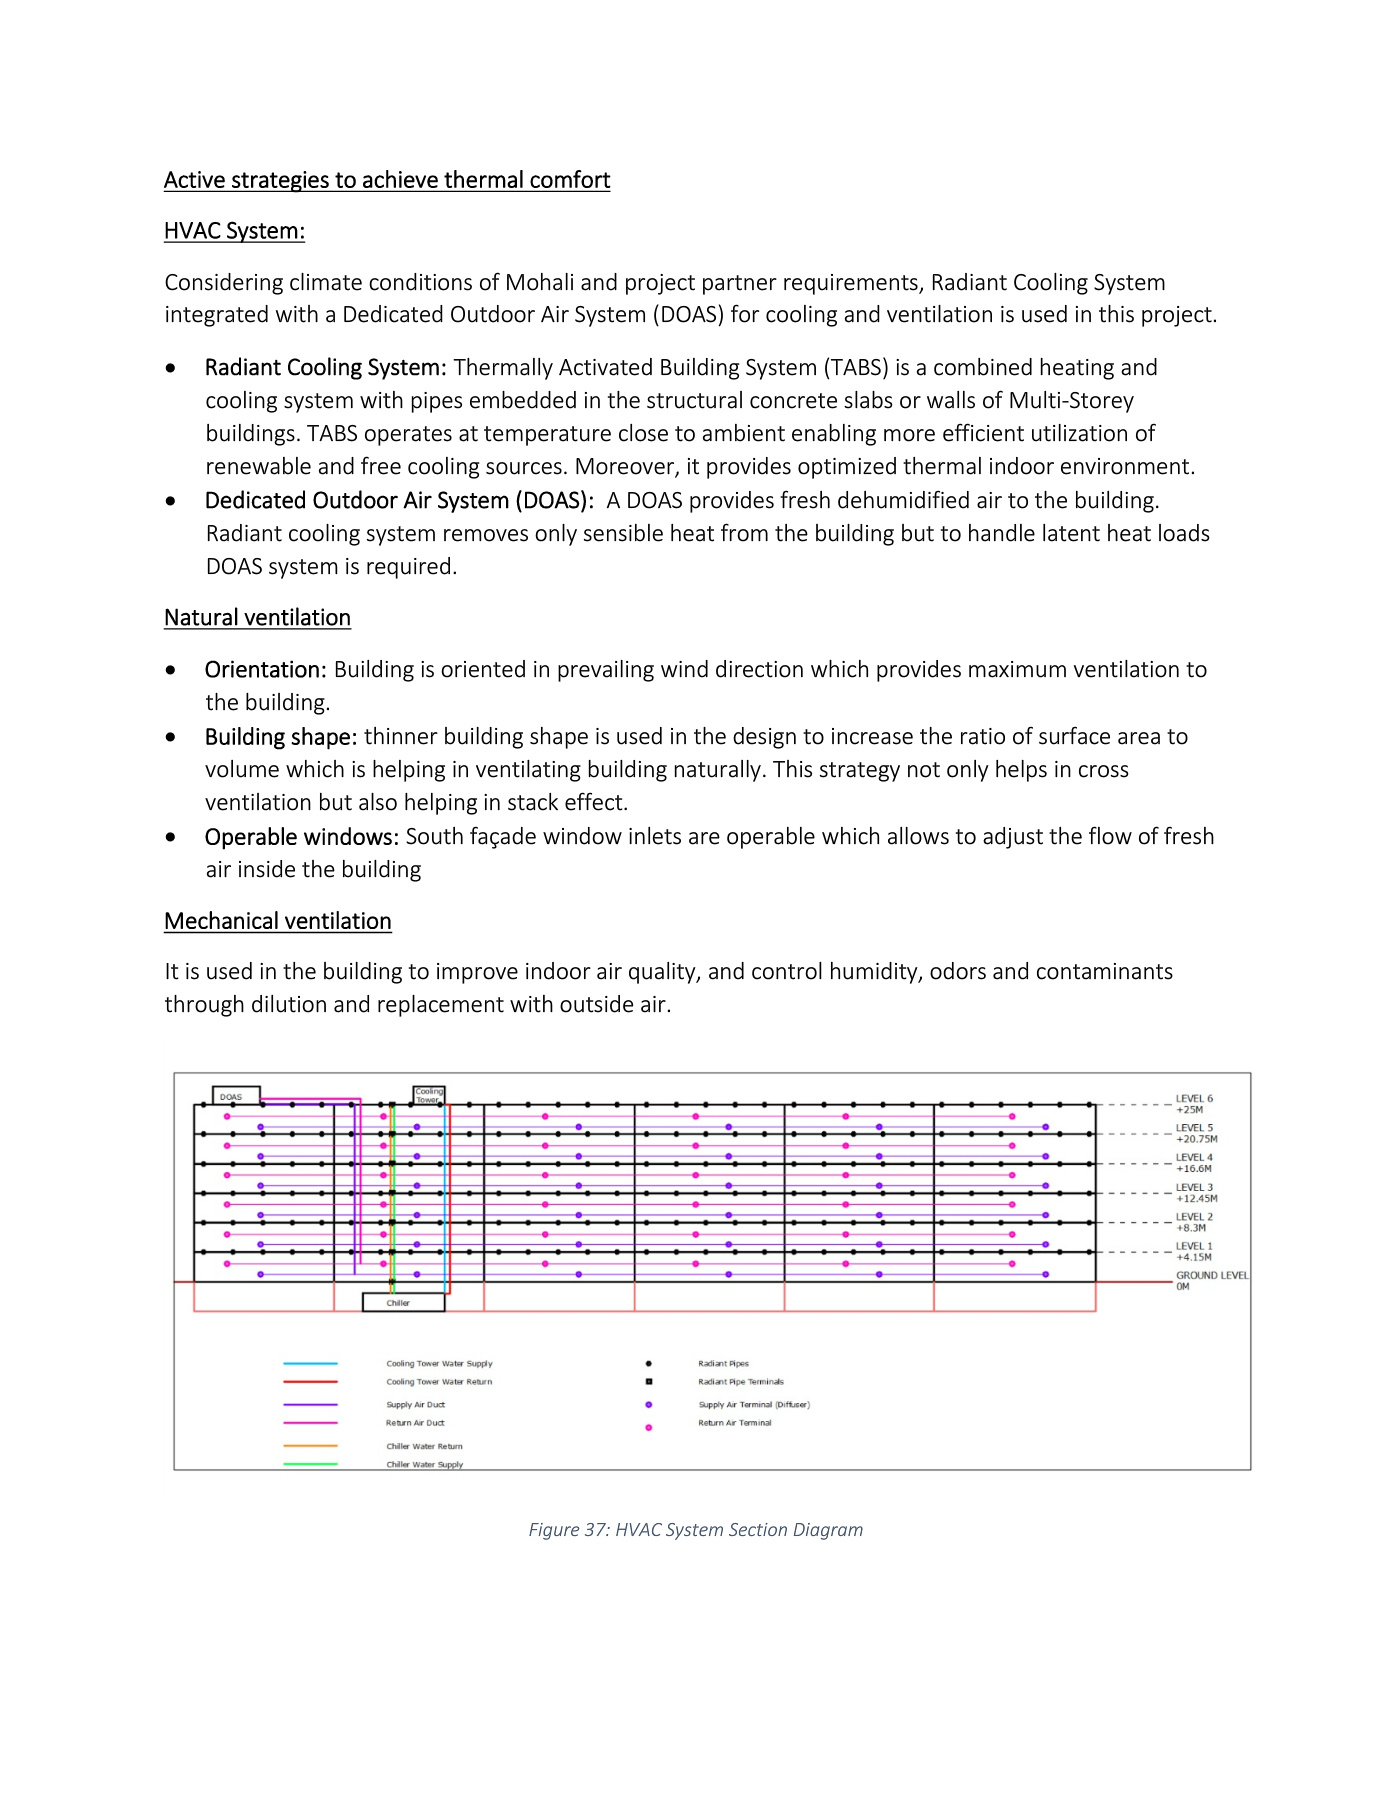 Active strategies to achieve thermal comfort
HVAC System:
Considering climate conditions of Mohali and project partner requirements, Radiant Cooling System
integrated with a Dedicated Outdoor Air System (DOAS) for cooling and ventilation is used in this project.
• Radiant Cooling System: Thermally Activated Building System (TABS) is a combined heating and
cooling system with pipes embedded in the structural concrete slabs or walls of Multi-Storey
buildings. TABS operates at temperature close to ambient enabling more efficient utilization of
renewable and free cooling sources. Moreover, it provides optimized thermal indoor environment.
• Dedicated Outdoor Air System (DOAS): A DOAS provides fresh dehumidified air to the building.
Radiant cooling system removes only sensible heat from the building but to handle latent heat loads
DOAS system is required.
Natural ventilation
• Orientation: Building is oriented in prevailing wind direction which provides maximum ventilation to
the building.
• Building shape: thinner building shape is used in the design to increase the ratio of surface area to
volume which is helping in ventilating building naturally. This strategy not only helps in cross
ventilation but also helping in stack effect.
• Operable windows: South façade window inlets are operable which allows to adjust the flow of fresh
air inside the building
Mechanical ventilation
It is used in the building to improve indoor air quality, and control humidity, odors and contaminants
through dilution and replacement with outside air.
DOAS
Cooling
Tower
LEVEL 6
+25M
LEVEL 5
+20.75M
LEVEL 4
+16.6M
LEVEL 3
+12.45M
LEVEL 2
+8.3M
LEVEL 1
+4.15M
GROUND LEVEL
0M
Chiller
Cooling Tower Water Supply
Cooling Tower Water Return
Supply Air Duct
Return Air Duct
Chiller Water Return
Chiller Water Supply
Radiant Pipes
Radiant Pipe Terminals
Supply Air Terminal (Diffuser)
Return Air Terminal
Figure 37: HVAC System Section Diagram